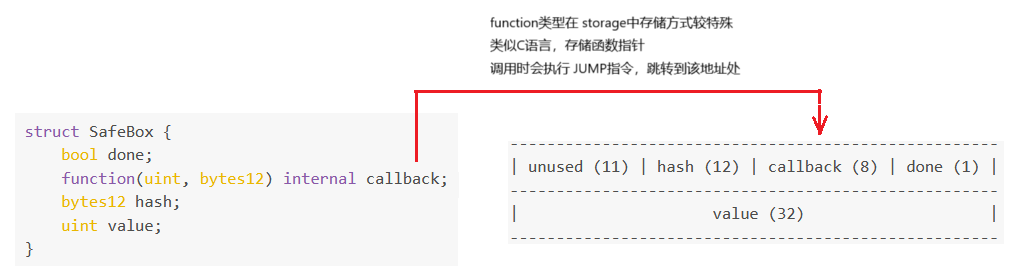 function类型在 storage中存储方式较特殊
类似C语言，存储函数指针
调用时会执行 JUMP指令，跳转到该地址处
struct SafeBox {
    bool done;
    function(uint, bytes12) internal callback;
    bytes12 hash;
    uint value;
}
-----------------------------------------------------
| unused (11) | hash (12) | callback (8) | done (1) |
-----------------------------------------------------
|                    value (32)                     |
-----------------------------------------------------